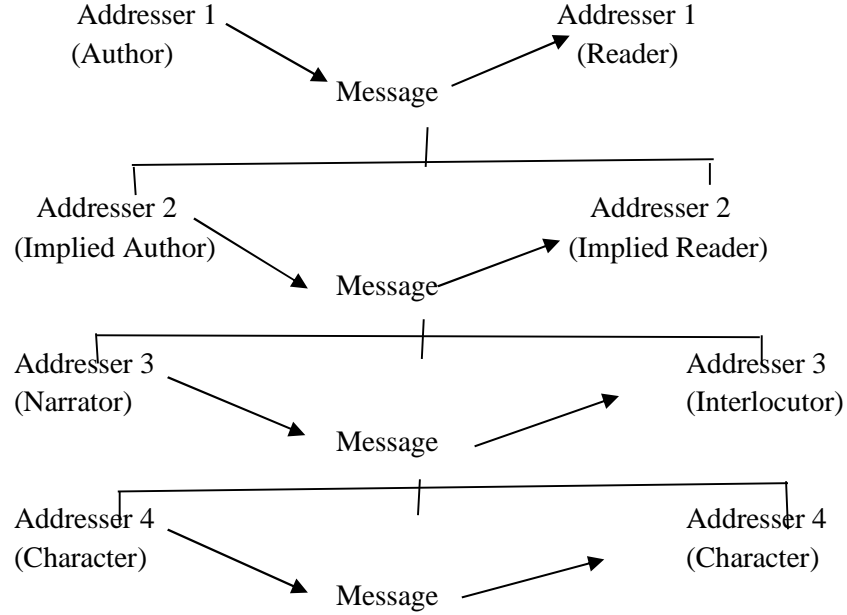 Addresser 1 Addresser 1
(Author) (Reader)
Message
Addresser 2 Addresser 2
(Implied Author) (Implied Reader)
Message
Addresser 3 Addresser 3
(Narrator) (Interlocutor)
Message
Addresser 4 Addresser 4
(Character) (Character)
Message